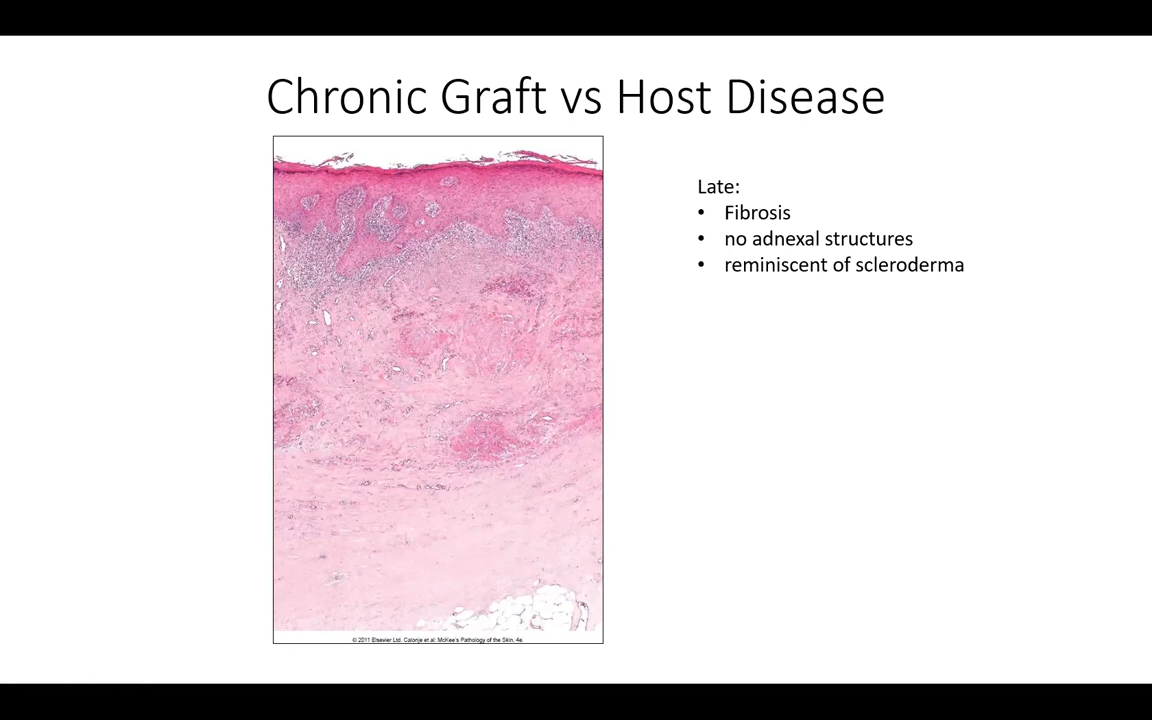 Chronic Graft vs Host Disease
Late:
• Fibrosis
• no adnexal structures
• reminiscent of scleroderma
© 2011 Elsevier Ltd. Calonje et al: McKee's Pathology of the Skin, 4e.